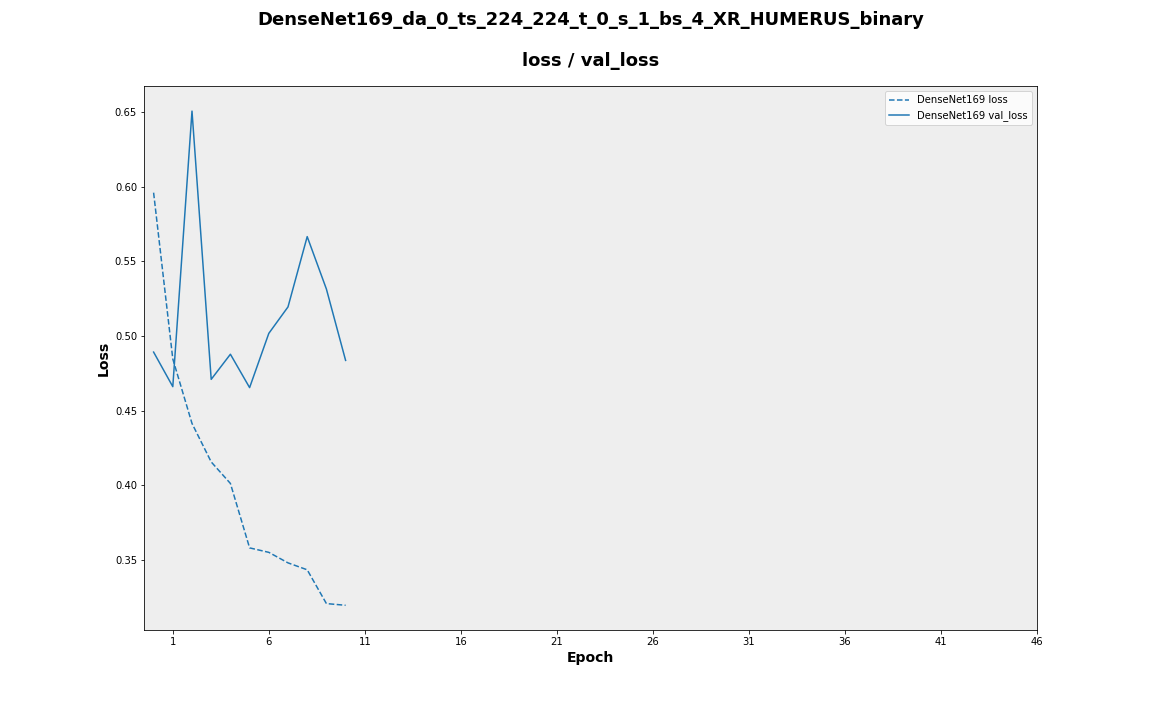 DenseNet169_da_0_ts_224_224_t_0_s_1_bs_4_XR_HUMERUS_binary
loss / val_loss
DenseNet169 loss
DenseNet169 val_loss
0.65
0.60
0.55
0.50
0.45
0.40
0.35
Loss
1 6 11 16 21 26 31 36 41 46
Epoch